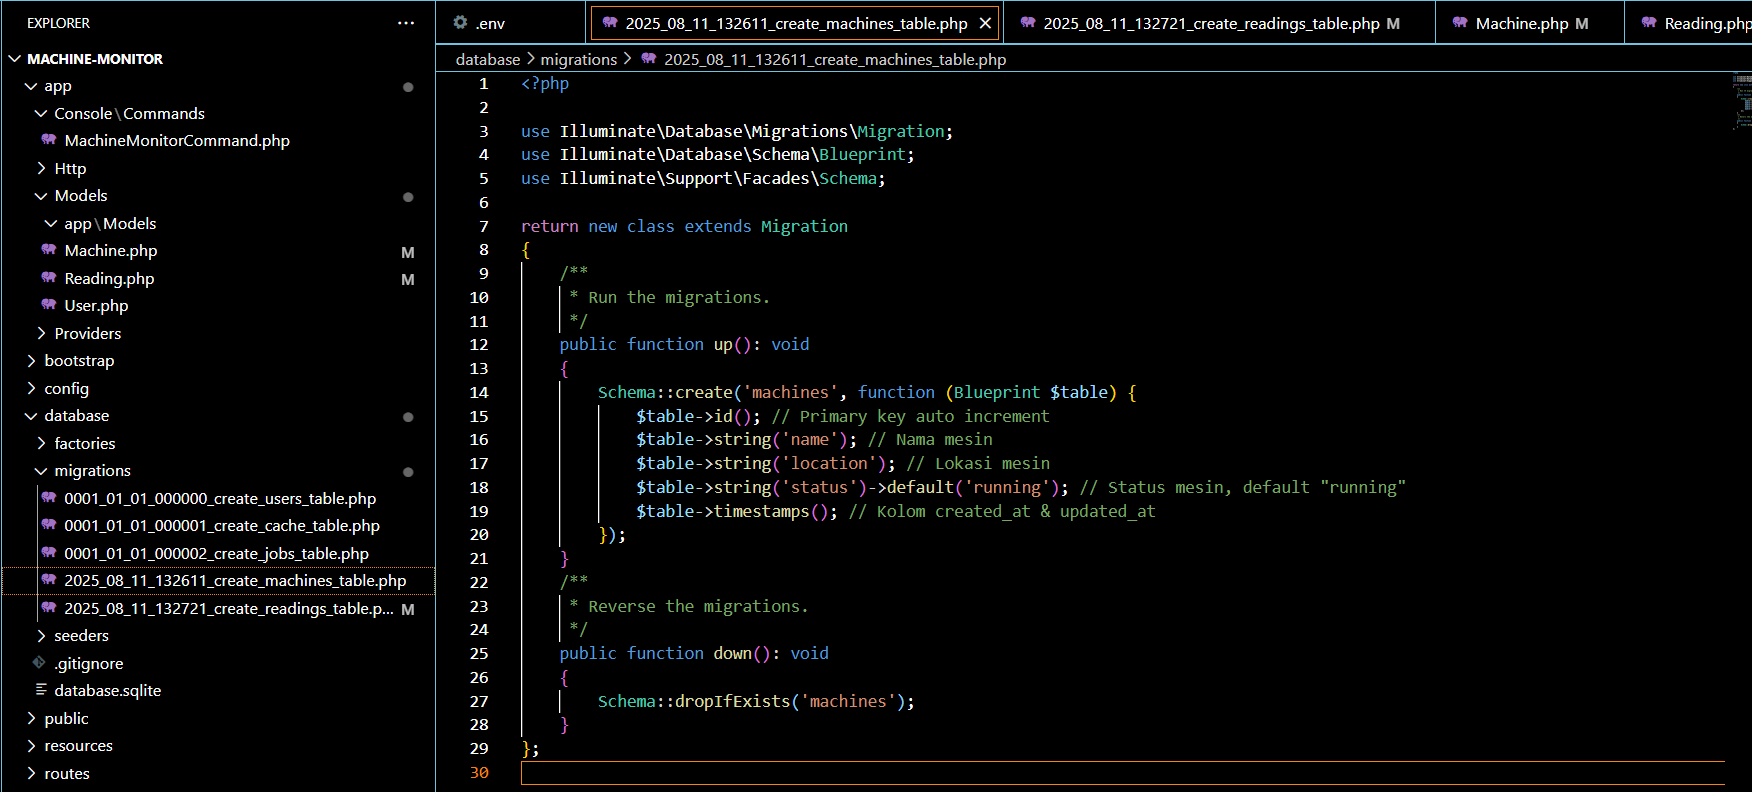 EXPLORER
MACHINE-MONITOR
app
Console\Commands
MachineMonitorCommand.php
Http
Models
app\Models
Machine.php M
Reading.php M
User.php
Providers
bootstrap
config
database
factories
migrations
0001_01_01_000000_create_users_table.php
0001_01_01_000001_create_cache_table.php
0001_01_01_000002_create_jobs_table.php
2025_08_11_132611_create_machines_table.php
2025_08_11_132721_create_readings_table.p... M
seeders
.gitignore
database.sqlite
public
resources
routes
.env 2025_08_11_132611_create_machines_table.php 2025_08_11_132721_create_readings_table.php M Machine.php M Reading.php
database > migrations > 2025_08_11_132611_create_machines_table.php
1 <?php
2
3 use Illuminate\Database\Migrations\Migration;
4 use Illuminate\Database\Schema\Blueprint;
5 use Illuminate\Support\Facades\Schema;
6
7 return new class extends Migration
8 {
9     /**
10      * Run the migrations.
11      */
12     public function up(): void
13     {
14         Schema::create('machines', function (Blueprint $table) {
15             $table->id(); // Primary key auto increment
16             $table->string('name'); // Nama mesin
17             $table->string('location'); // Lokasi mesin
18             $table->string('status')->default('running'); // Status mesin, default "running"
19             $table->timestamps(); // Kolom created_at & updated_at
20         });
21     }
22     /**
23      * Reverse the migrations.
24      */
25     public function down(): void
26     {
27         Schema::dropIfExists('machines');
28     }
29 };
30